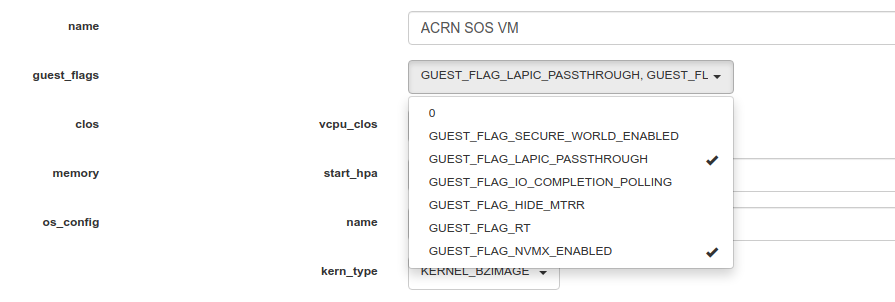 name ACRN SOS VM
guest_flags GUEST_FLAG_LAPIC_PASSTHROUGH, GUEST_FL
0
clos vcpu_clos
GUEST_FLAG_SECURE_WORLD_ENABLED
GUEST_FLAG_LAPIC_PASSTHROUGH
memory start_hpa
GUEST_FLAG_IO_COMPLETION_POLLING
GUEST_FLAG_HIDE_MTRR
os_config name
GUEST_FLAG_RT
GUEST_FLAG_NVMX_ENABLED
kern_type KERNEL_BZIMAGE